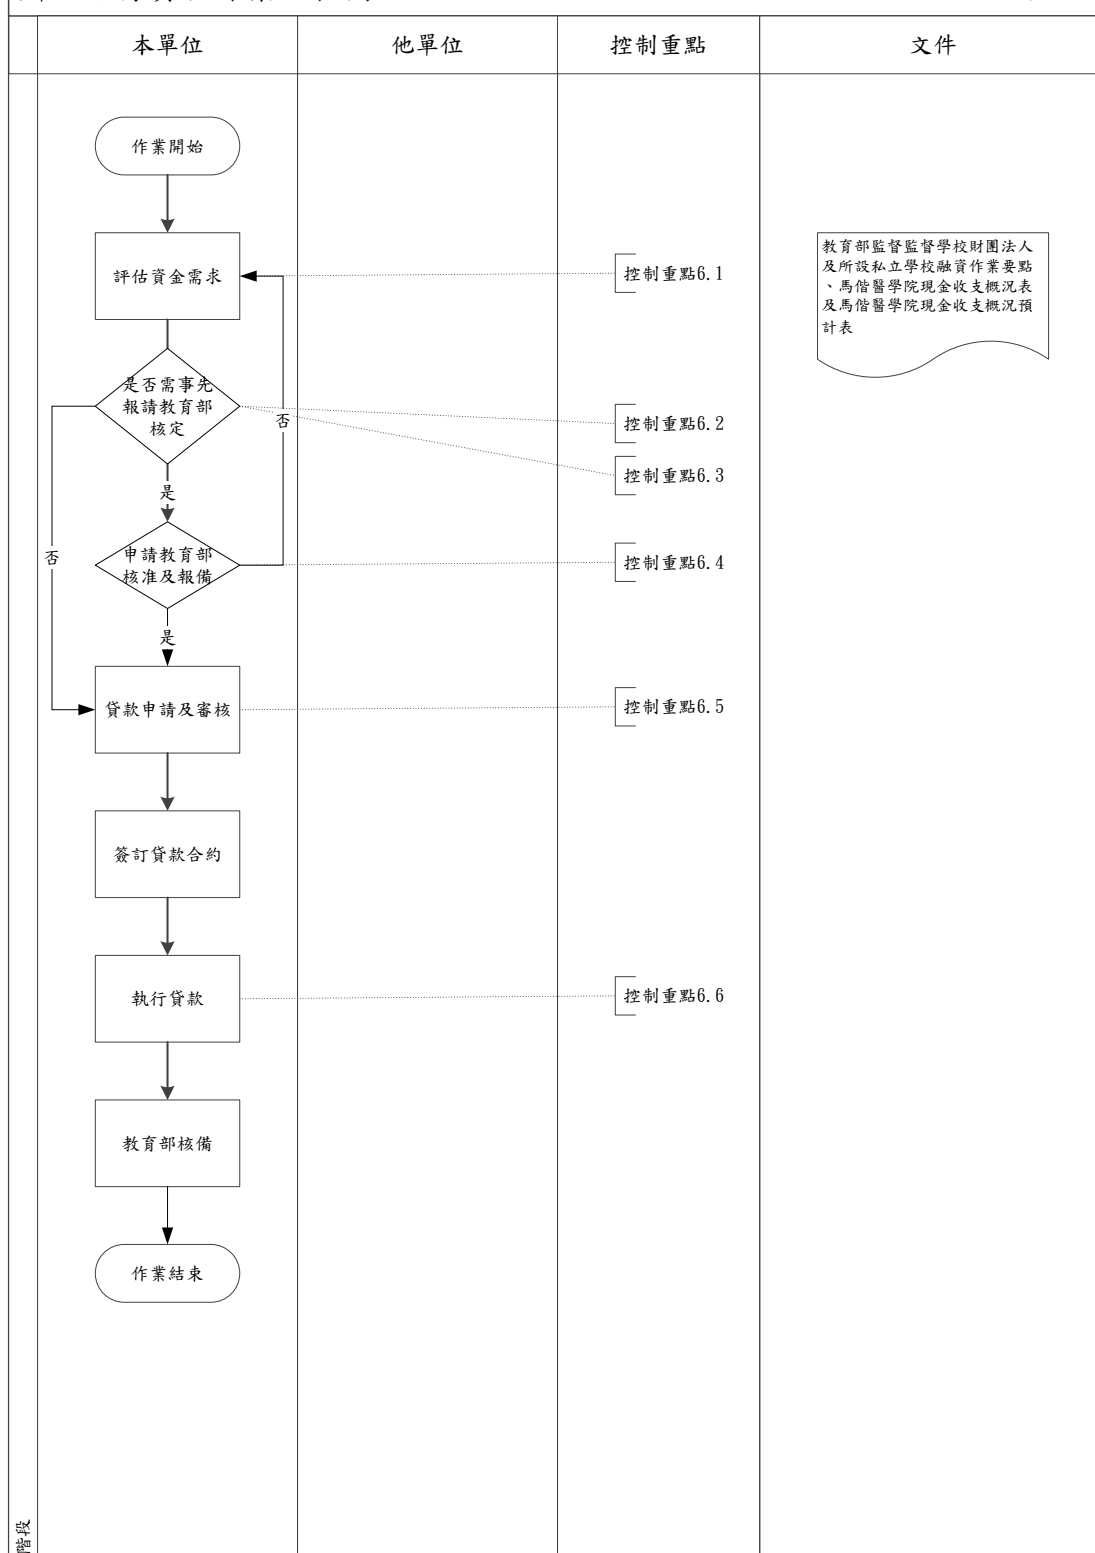 本單位
他單位
控制重點
文件
作業開始
評估資金需求
控制重點6.1
教育部監督監督學校財團法人
及所設私立學校融資作業要點
、馬偕醫學院現金收支概況表
及馬偕醫學院現金收支概況預
計表
是否需事先
報請教育部
核定
否
控制重點6.2
控制重點6.3
是
否
申請教育部
核准及報備
控制重點6.4
是
貸款申請及審核
控制重點6.5
簽訂貸款合約
執行貸款
控制重點6.6
教育部核備
作業結束
階段